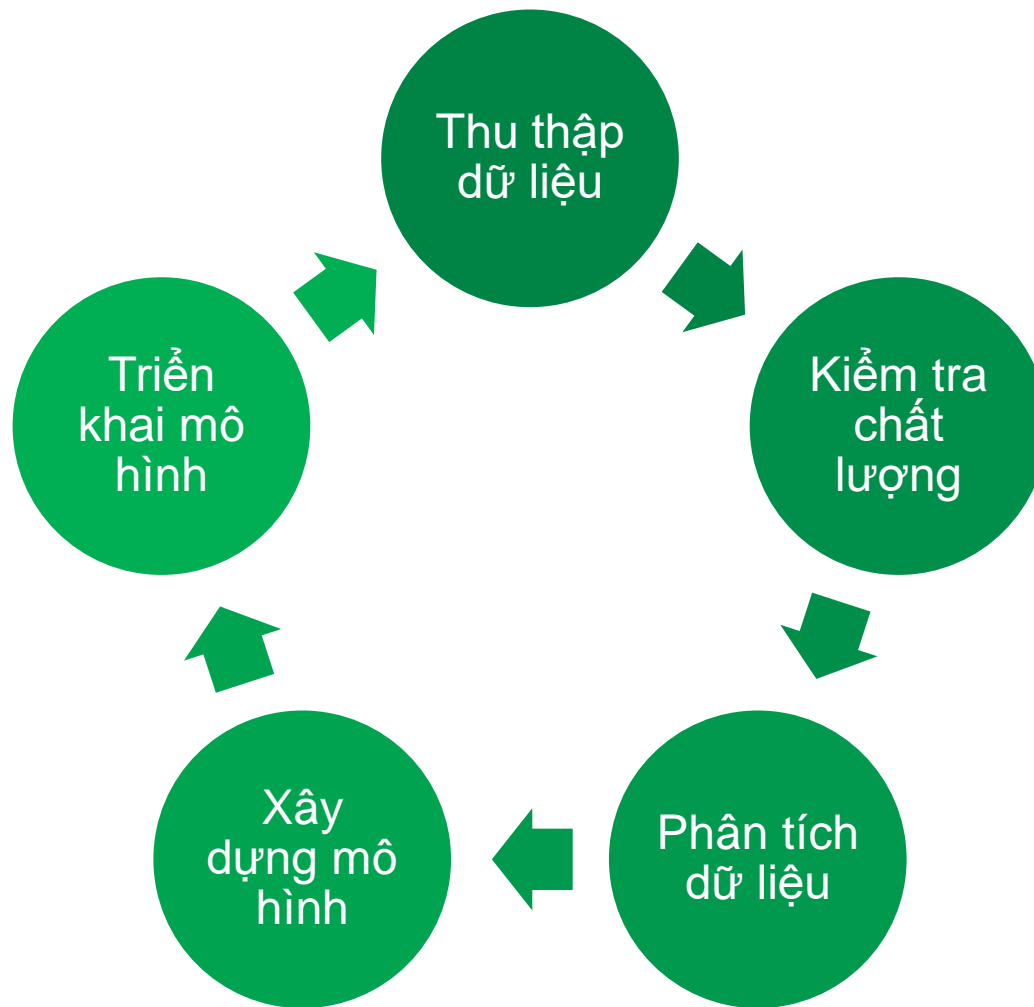 Thu thập
dữ liệu
Kiểm tra
chất
lượng
Phân tích
dữ liệu
Xây
dựng mô
hình
Triển
khai mô
hình